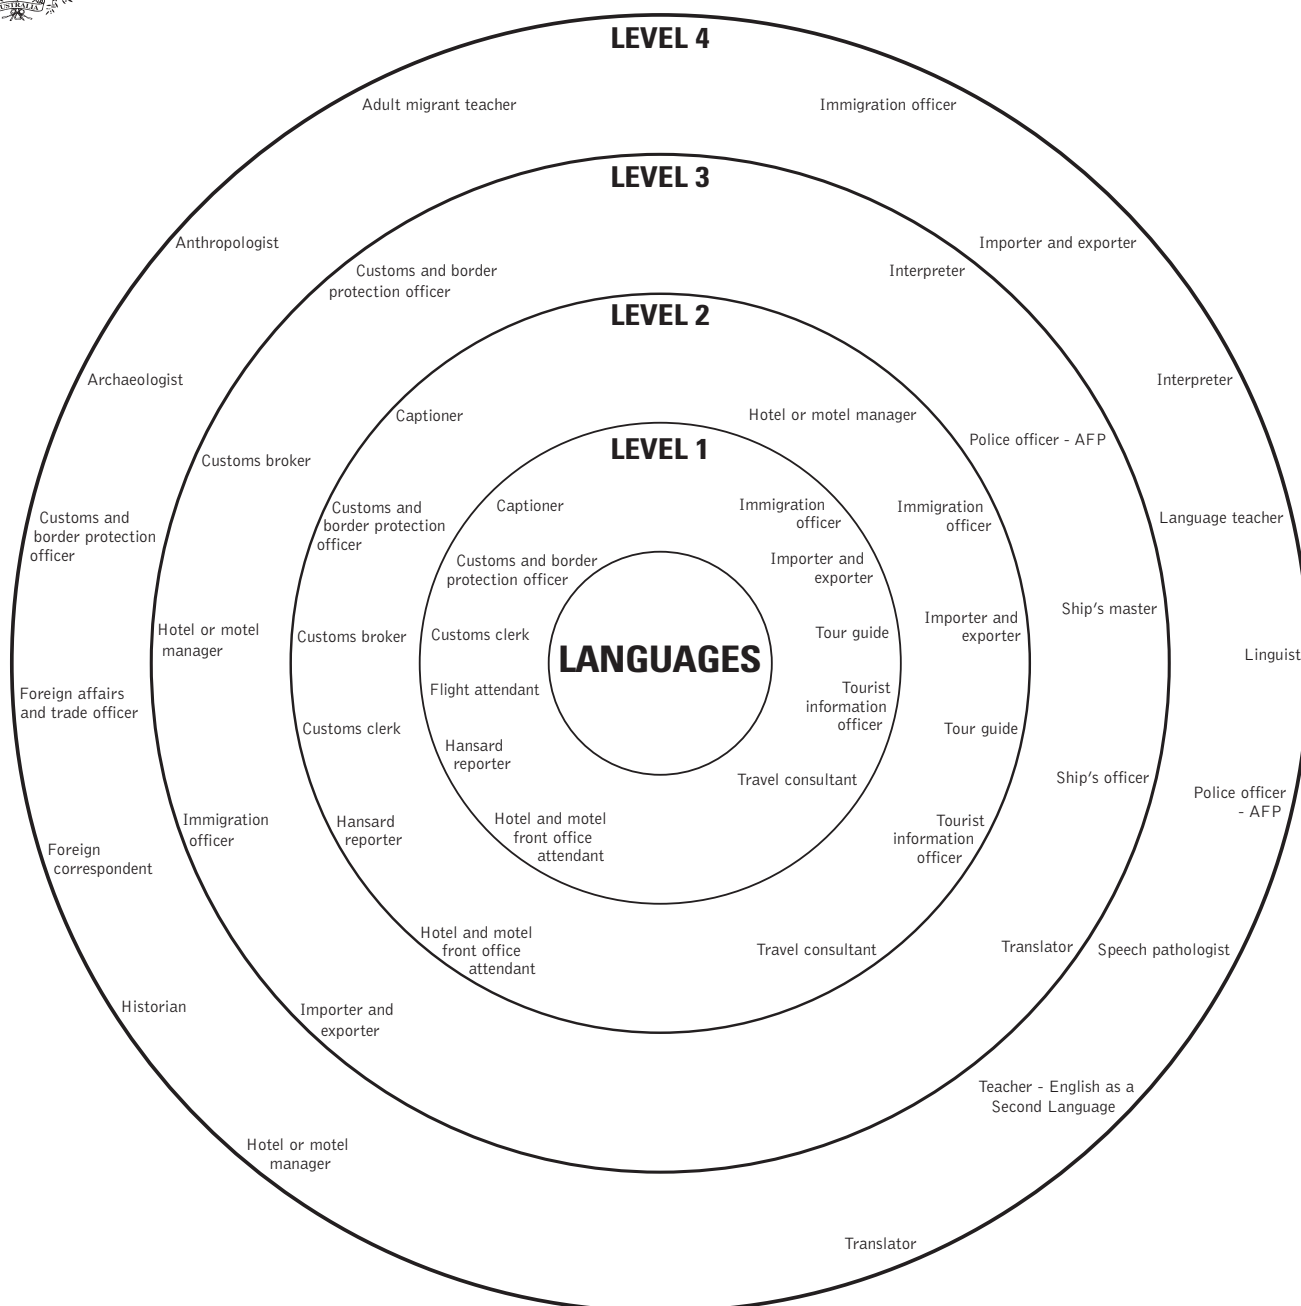 AUSTRALIA
LEVEL 4
Adult migrant teacher
Immigration officer
Anthropologist
Importer and exporter
Archaeologist
Interpreter
Customs and
border protection
officer
Language teacher
Foreign affairs
and trade officer
Linguist
Foreign
correspondent
Police officer
- AFP
Historian
Speech pathologist
Hotel or motel
manager
Teacher - English as a
Second Language
Translator
LEVEL 3
Customs and border
protection officer
Interpreter
Customs broker
Police officer - AFP
Hotel or motel
manager
Ship's master
Immigration
officer
Ship's officer
Importer and
exporter
Translator
LEVEL 2
Captioner
Hotel or motel manager
Customs and
border protection
officer
Immigration
officer
Customs broker
Importer and
exporter
Customs clerk
Tour guide
Hansard
reporter
Tourist
information
officer
Hotel and motel
front office
attendant
Travel consultant
LEVEL 1
Captioner
Immigration
officer
Customs and border
protection officer
Importer and
exporter
Customs clerk
Tour guide
Flight attendant
Tourist
information
officer
Hansard
reporter
Travel consultant
Hotel and motel
front office
attendant
LANGUAGES